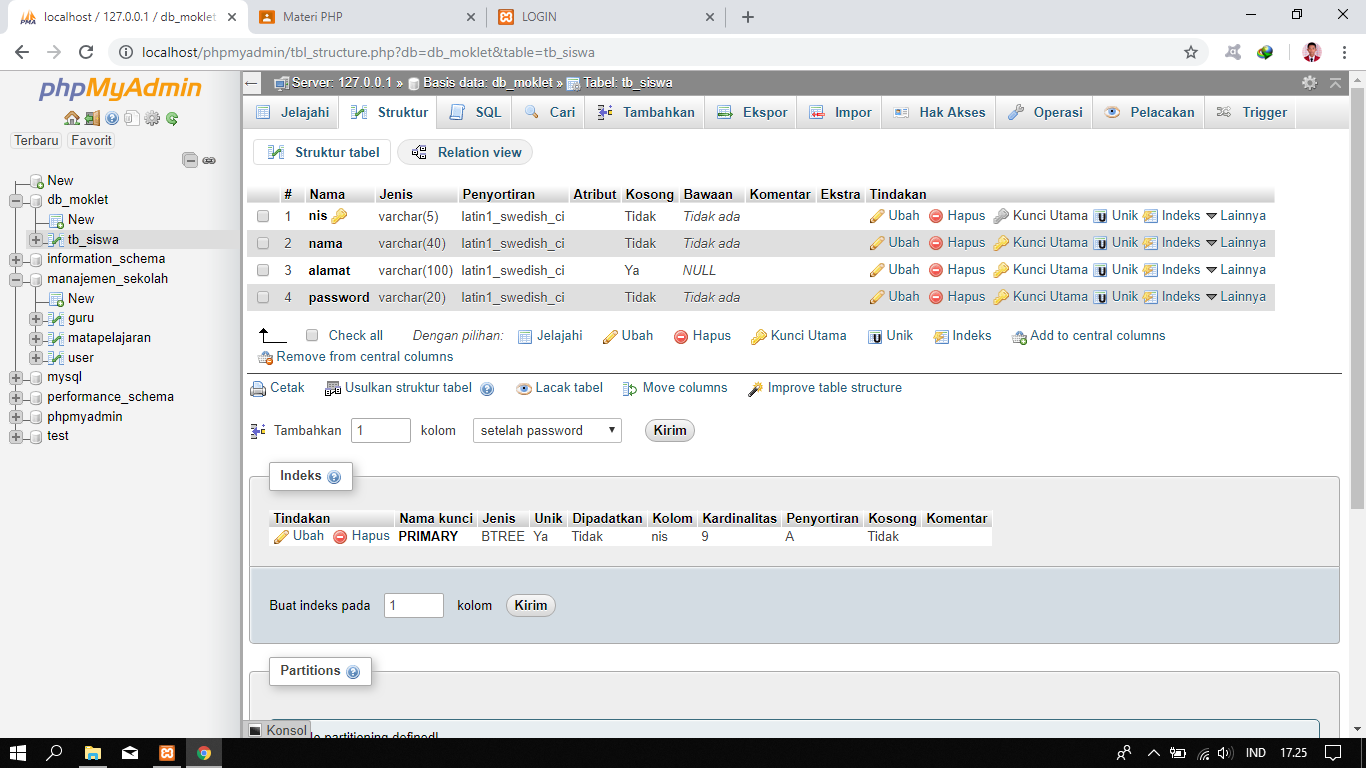 localhost / 127.0.0.1 / db_moklet
Materi PHP
LOGIN
localhost/phpmyadmin/tbl_structure.php?db=db_moklet&table=tb_siswa
phpMyAdmin
Terbaru Favorit
New
db_moklet
New
tb_siswa
information_schema
manajemen_sekolah
New
guru
matapelajaran
user
mysql
performance_schema
phpmyadmin
test
Server: 127.0.0.1 » Basis data: db_moklet » Tabel: tb_siswa
Jelajahi Struktur SQL Cari Tambahkan Ekspor Impor Hak Akses Operasi Pelacakan Trigger
Struktur tabel Relation view
# Nama Jenis Penyortiran Atribut Kosong Bawaan Komentar Ekstra Tindakan
1 nis varchar(5) latin1_swedish_ci Tidak Tidak ada Ubah Hapus Kunci Utama Unik Indeks Lainnya
2 nama varchar(40) latin1_swedish_ci Tidak Tidak ada Ubah Hapus Kunci Utama Unik Indeks Lainnya
3 alamat varchar(100) latin1_swedish_ci Ya NULL Ubah Hapus Kunci Utama Unik Indeks Lainnya
4 password varchar(20) latin1_swedish_ci Tidak Tidak ada Ubah Hapus Kunci Utama Unik Indeks Lainnya
Check all Dengan pilihan: Jelajahi Ubah Hapus Kunci Utama Unik Indeks Add to central columns
Remove from central columns
Cetak Usulkan struktur tabel Lacak tabel Move columns Improve table structure
Tambahkan 1 kolom setelah password Kirim
Indeks
Tindakan Nama kunci Jenis Unik Dipadatkan Kolom Kardinalitas Penyortiran Kosong Komentar
Ubah Hapus PRIMARY BTREE Ya Tidak nis 9 A Tidak
Buat indeks pada 1 kolom Kirim
Partitions
Konsol
partitioning defined!
IND 17.25